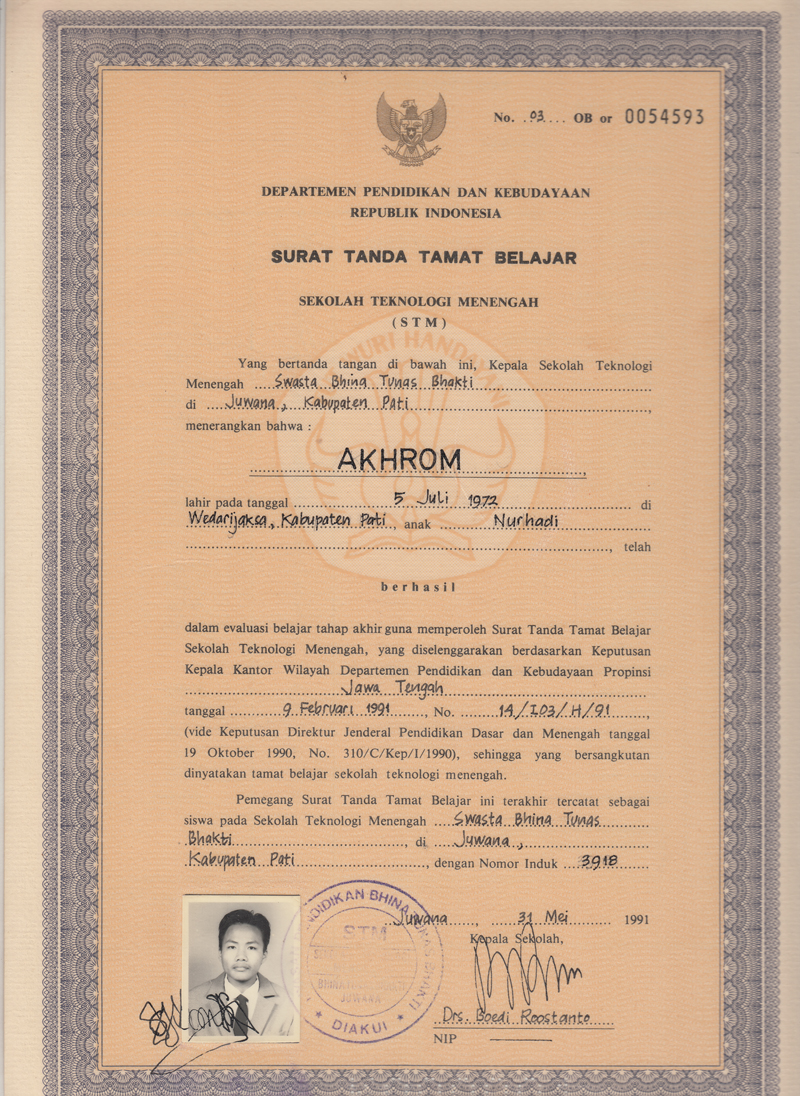 No. .03.... OB or 0054593
DEPARTEMEN PENDIDIKAN DAN KEBUDAYAAN
REPUBLIK INDONESIA
SURAT TANDA TAMAT BELAJAR
SEKOLAH TEKNOLOGI MENENGAH
(STM)
Yang bertanda tangan di bawah ini, Kepala Sekolah Teknologi
Menengah Swasta Bhina Tunas Bhakti
di Juwana, Kabupaten Pati,
menerangkan bahwa :
AKHROM,
lahir pada tanggal 5 Juli 1972 di
Wedarijaksa, Kabupaten Pati, anak Nurhadi
, telah
berhasil
dalam evaluasi belajar tahap akhir guna memperoleh Surat Tanda Tamat Belajar
Sekolah Teknologi Menengah, yang diselenggarakan berdasarkan Keputusan
Kepala Kantor Wilayah Departemen Pendidikan dan Kebudayaan Propinsi
Jawa Tengah
tanggal 9 Februari 1991, No. 14/I03/H/91,
(vide Keputusan Direktur Jenderal Pendidikan Dasar dan Menengah tanggal
19 Oktober 1990, No. 310/C/Kep/I/1990), sehingga yang bersangkutan
dinyatakan tamat belajar sekolah teknologi menengah.
Pemegang Surat Tanda Tamat Belajar ini terakhir tercatat sebagai
siswa pada Sekolah Teknologi Menengah Swasta Bhina Tunas
Bhakti, di Juwana,
Kabupaten Pati, dengan Nomor Induk 3918
Juwana, 31 Mei 1991
Kepala Sekolah,
Drs. Boedi Roostanto
NIP
STM
JUWANA
DIAKUI